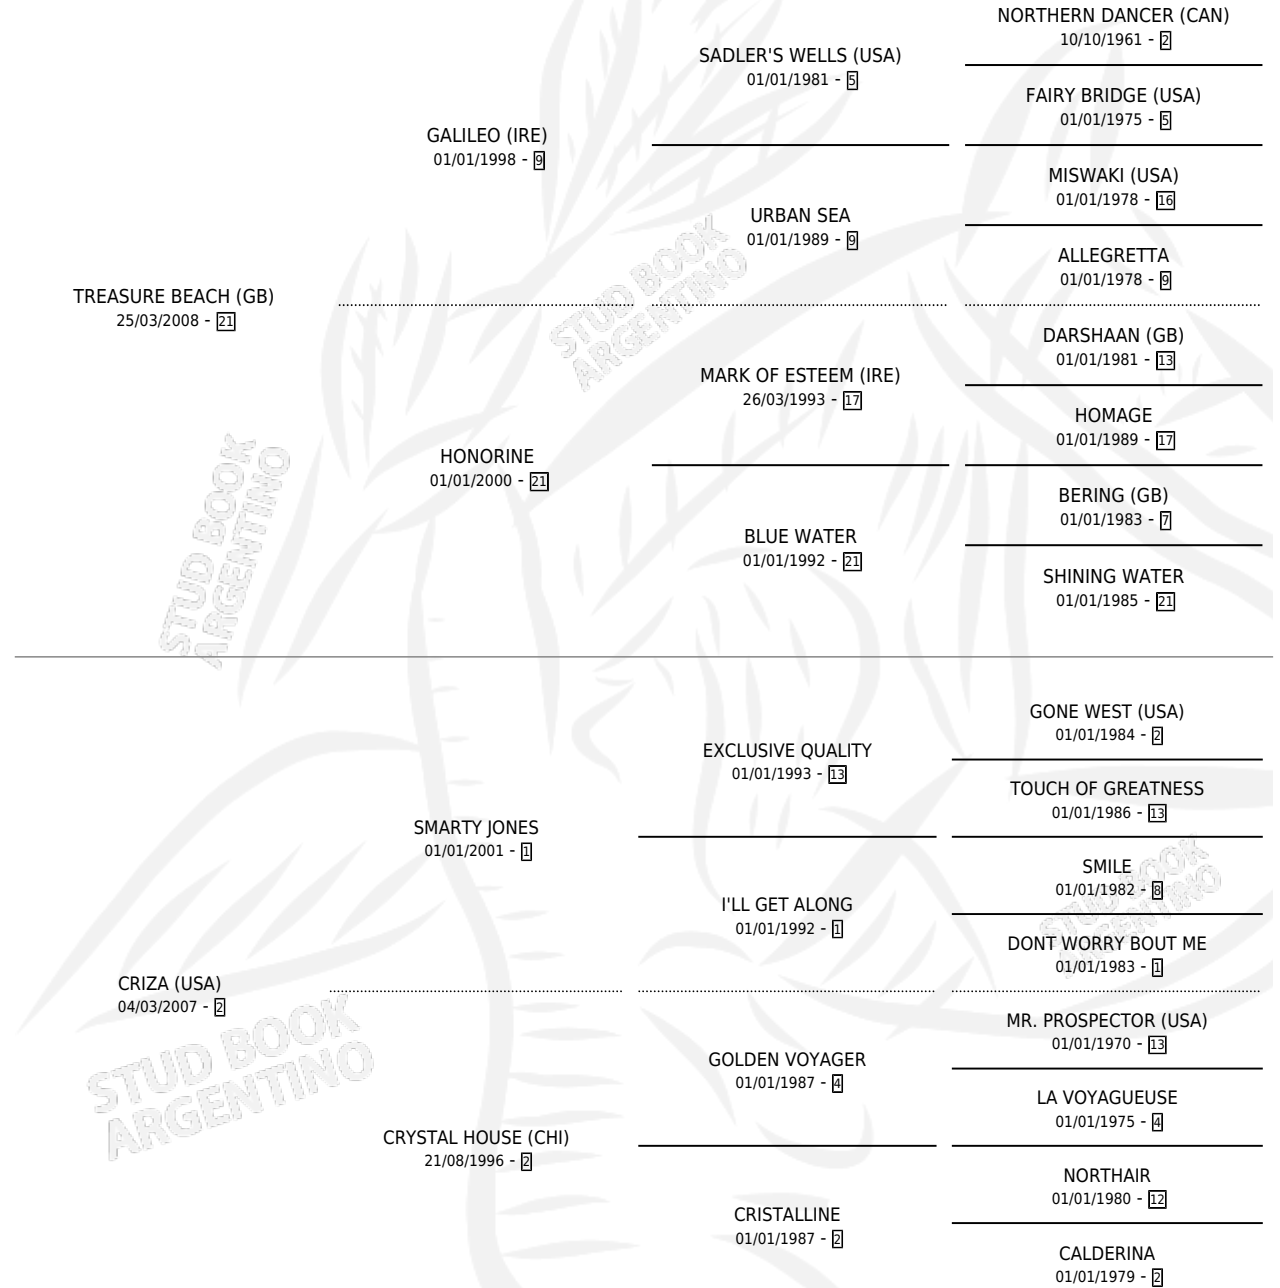 NORTHERN DANCER (CAN)
10/10/1961 - 2
SADLER'S WELLS (USA)
01/01/1981 - 5
FAIRY BRIDGE (USA)
01/01/1975 - 5
GALILEO (IRE)
01/01/1998 - 9
MISWAKI (USA)
01/01/1978 - 16
URBAN SEA
01/01/1989 - 9
ALLEGRETTA
01/01/1978 - 9
TREASURE BEACH (GB)
25/03/2008 - 21
STUD BOOK
ARGENTINO
DARSHAAN (GB)
01/01/1981 - 13
MARK OF ESTEEM (IRE)
26/03/1993 - 17
HOMAGE
01/01/1989 - 17
HONORINE
01/01/2000 - 21
BERING (GB)
01/01/1983 - 7
BLUE WATER
01/01/1992 - 21
SHINING WATER
01/01/1985 - 21
STUD BOOK
ARGENTINO
GONE WEST (USA)
01/01/1984 - 2
EXCLUSIVE QUALITY
01/01/1993 - 13
TOUCH OF GREATNESS
01/01/1986 - 13
SMARTY JONES
01/01/2001 - 1
SMILE
01/01/1982 - 8
I'LL GET ALONG
01/01/1992 - 1
STUD BOOK
ARGENTINO
DONT WORRY BOUT ME
01/01/1983 - 1
CRIZA (USA)
04/03/2007 - 2
STUD BOOK
ARGENTINO
MR. PROSPECTOR (USA)
01/01/1970 - 13
GOLDEN VOYAGER
01/01/1987 - 4
LA VOYAGUEUSE
01/01/1975 - 4
CRYSTAL HOUSE (CHI)
21/08/1996 - 2
NORTHAIR
01/01/1980 - 12
CRISTALLINE
01/01/1987 - 2
CALDERINA
01/01/1979 - 2